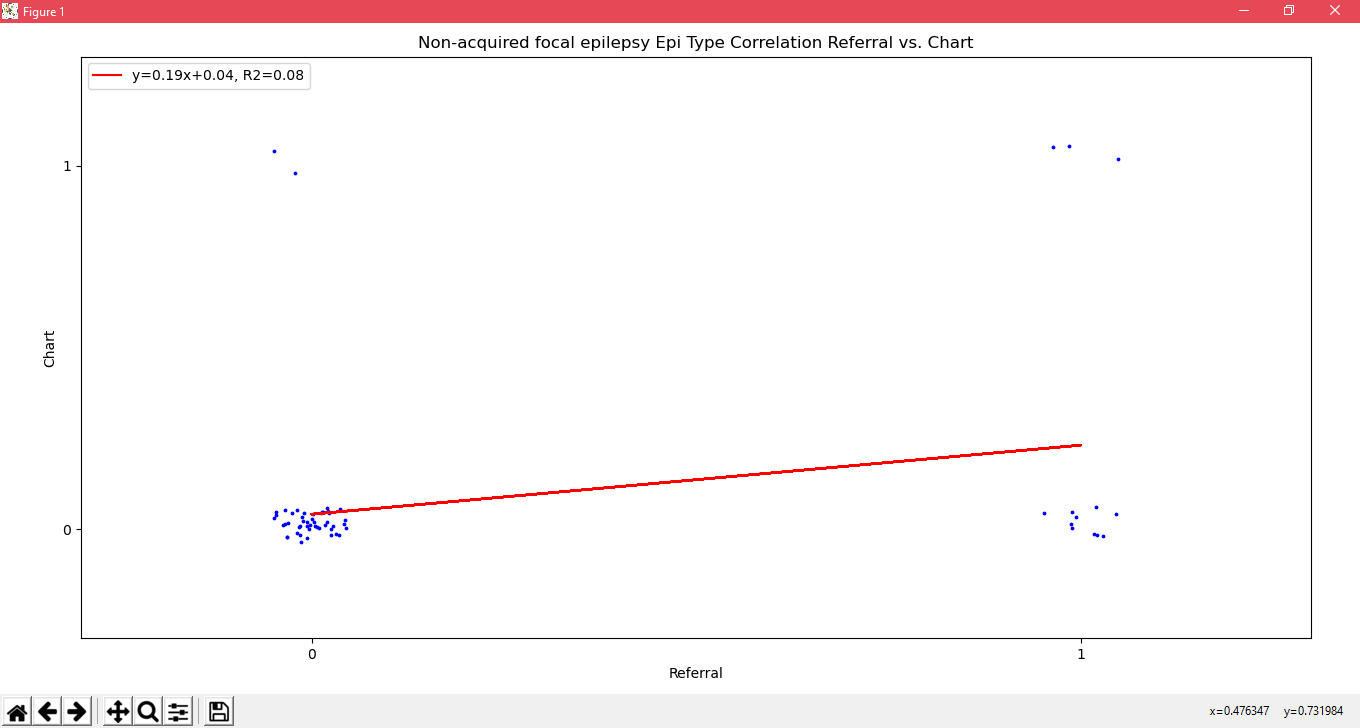 Figure 1
Non-acquired focal epilepsy Epi Type Correlation Referral vs. Chart
y=0.19x+0.04, R2=0.08
1
Chart
0
0
1
Referral
x=0.476347 y=0.731984